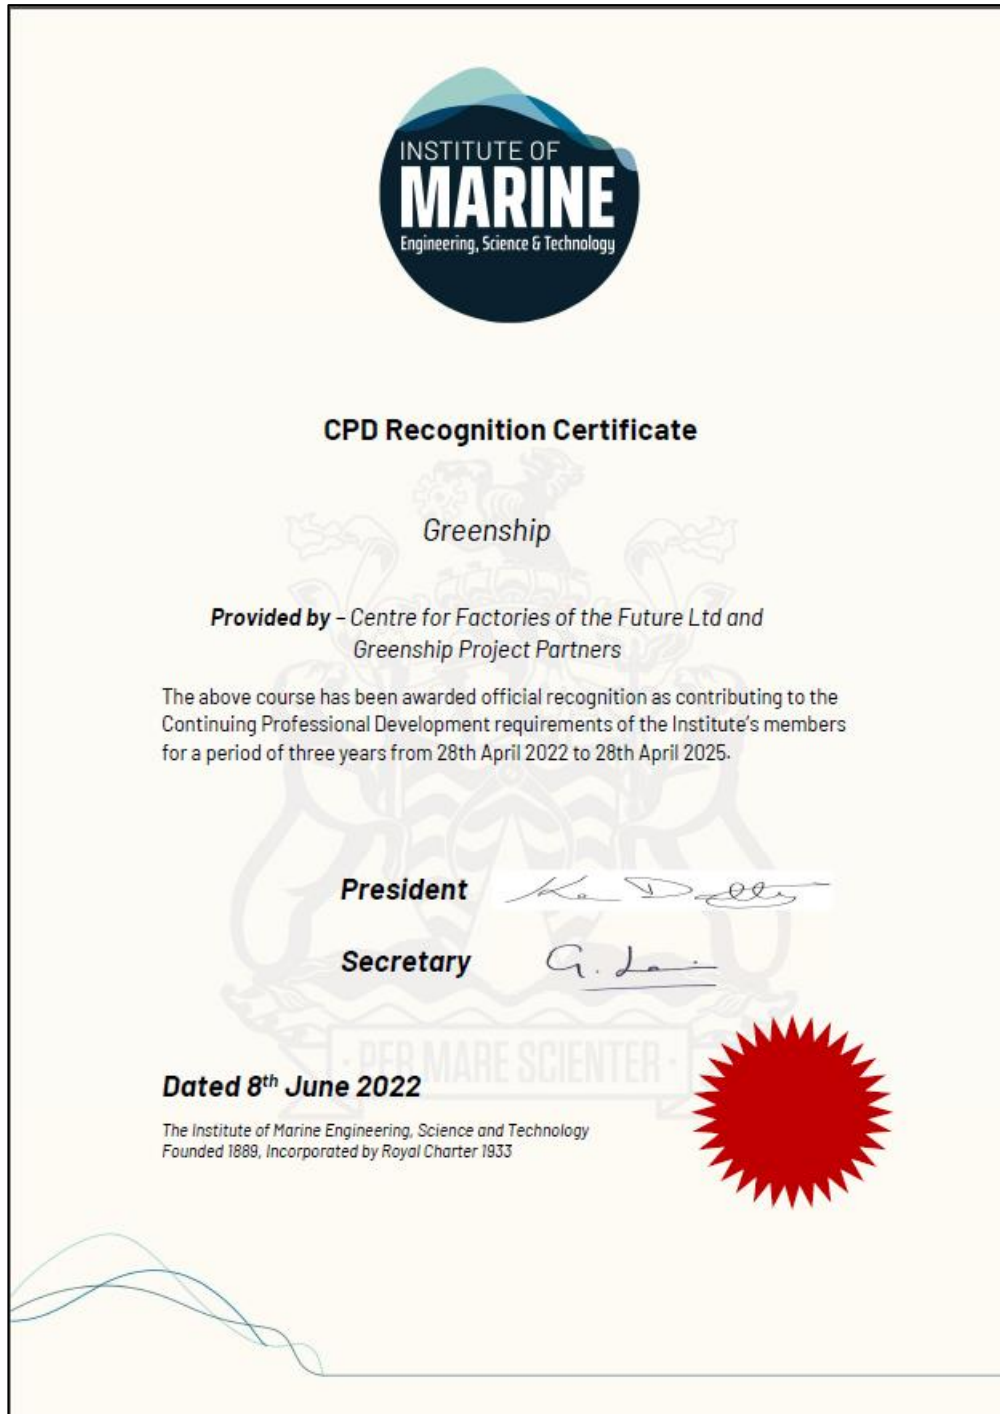 INSTITUTE OF
MARINE
Engineering, Science & Technology
CPD Recognition Certificate
Greenship
Provided by – Centre for Factories of the Future Ltd and
Greenship Project Partners
The above course has been awarded official recognition as contributing to the
Continuing Professional Development requirements of the Institute's members
for a period of three years from 28th April 2022 to 28th April 2025.
President
Secretary
· PER MARE SCIENTER ·
Dated 8th June 2022
The Institute of Marine Engineering, Science and Technology
Founded 1889, Incorporated by Royal Charter 1933